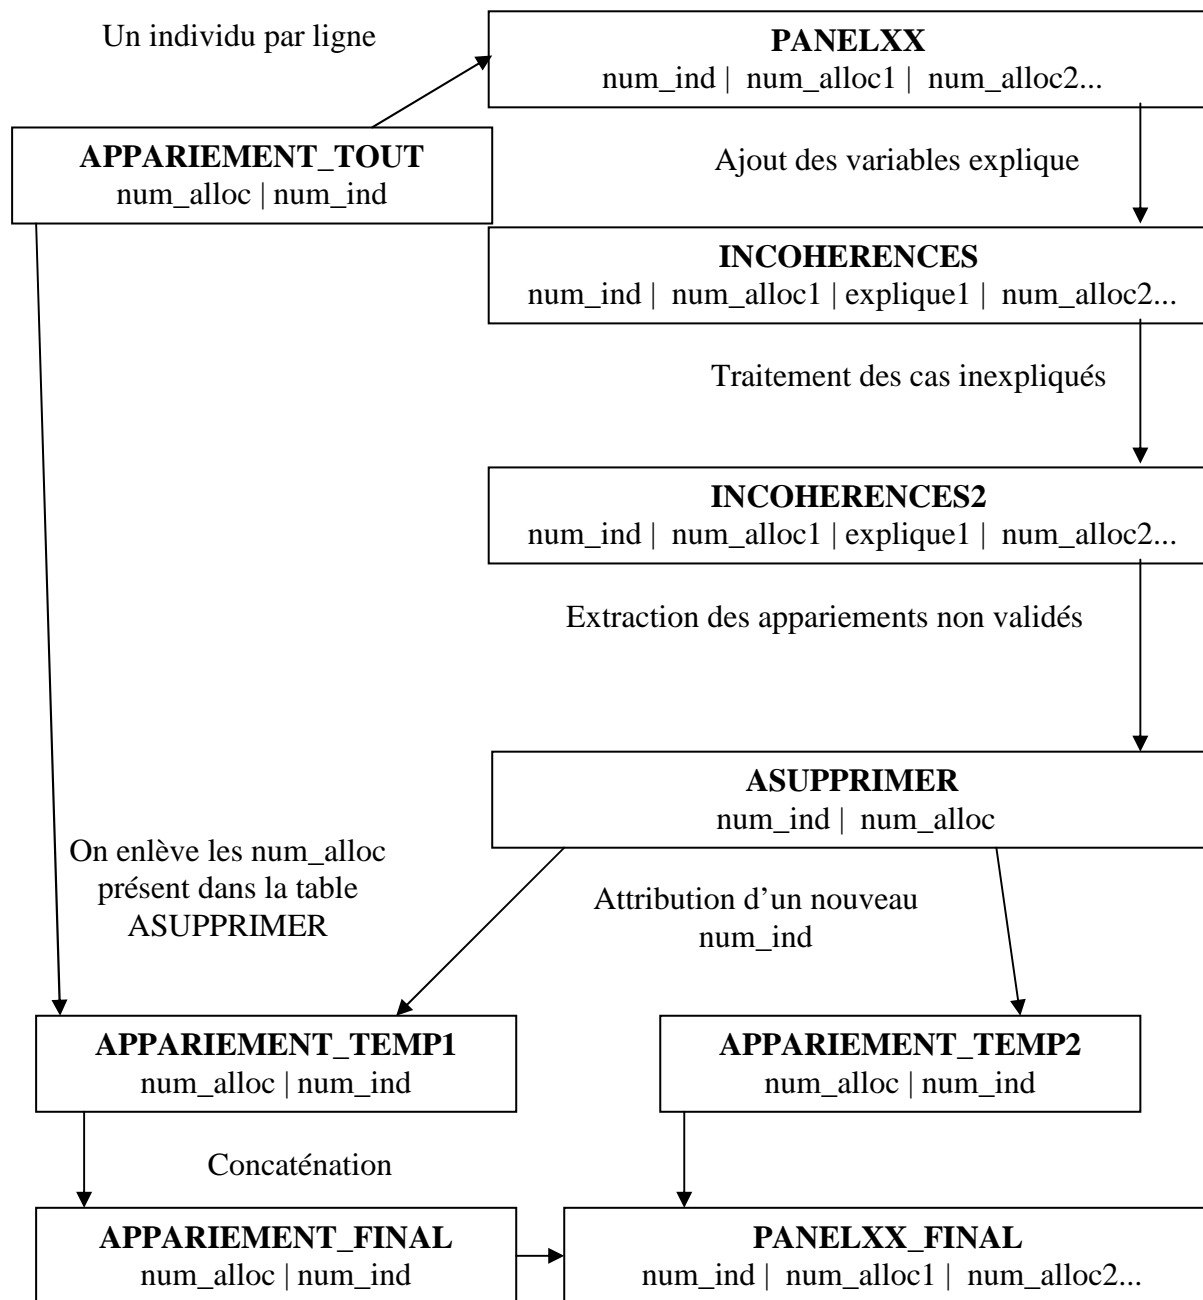 Un individu par ligne
PANELXX
num_ind | num_alloc1 | num_alloc2...
APPARIEMENT_TOUT
num_alloc | num_ind
Ajout des variables explique
INCOHERENCES
num_ind | num_alloc1 | explique1 | num_alloc2...
Traitement des cas inexpliqués
INCOHERENCES2
num_ind | num_alloc1 | explique1 | num_alloc2...
Extraction des appariements non validés
ASUPPRIMER
num_ind | num_alloc
On enlève les num_alloc
présent dans la table
ASUPPRIMER
Attribution d'un nouveau
num_ind
APPARIEMENT_TEMP1
num_alloc | num_ind
APPARIEMENT_TEMP2
num_alloc | num_ind
Concaténation
APPARIEMENT_FINAL
num_alloc | num_ind
PANELXX_FINAL
num_ind | num_alloc1 | num_alloc2...